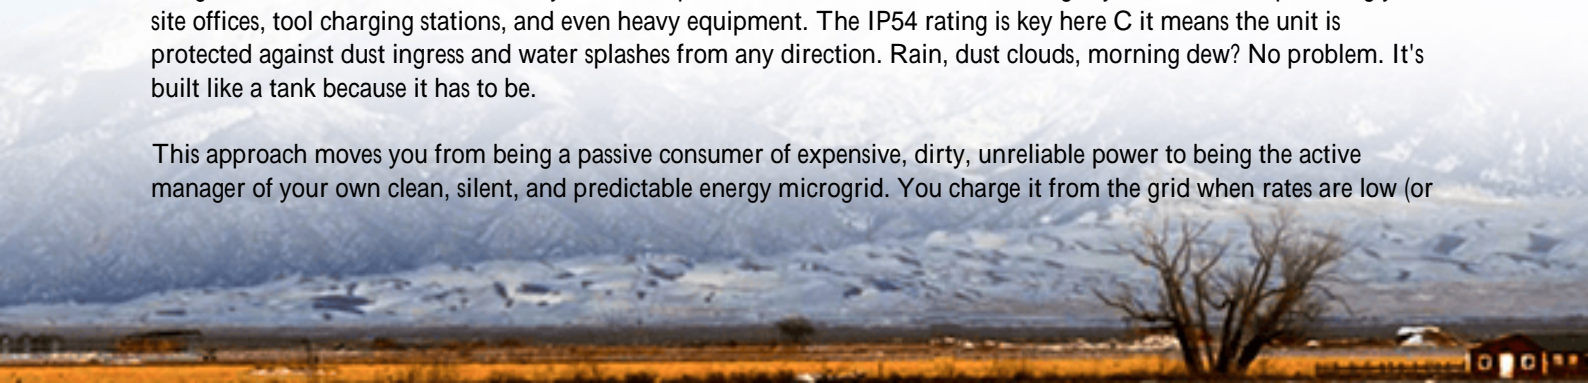 site offices, tool charging stations, and even heavy equipment. The IP54 rating is key here C it means the unit is
protected against dust ingress and water splashes from any direction. Rain, dust clouds, morning dew? No problem. It's
built like a tank because it has to be.
This approach moves you from being a passive consumer of expensive, dirty, unreliable power to being the active
manager of your own clean, silent, and predictable energy microgrid. You charge it from the grid when rates are low (or